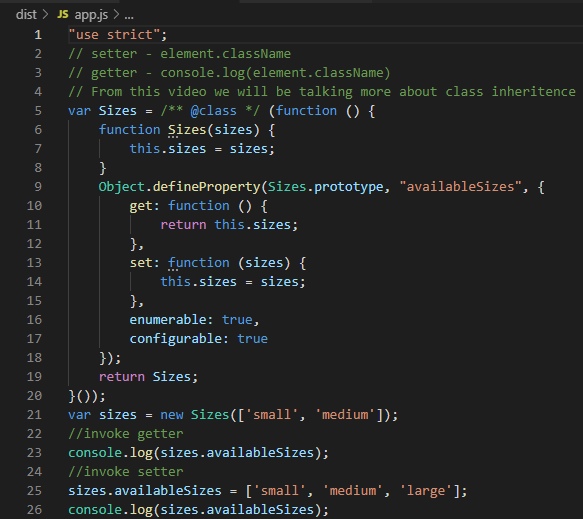 dist > JS app.js > ...
1 "use strict";
2 // setter - element.className
3 // getter - console.log(element.className)
4 // From this video we will be talking more about class inheritence
5 var Sizes = /** @class */ (function () {
6     function Sizes(sizes) {
7         this.sizes = sizes;
8     }
9     Object.defineProperty(Sizes.prototype, "availableSizes", {
10         get: function () {
11             return this.sizes;
12         },
13         set: function (sizes) {
14             this.sizes = sizes;
15         },
16         enumerable: true,
17         configurable: true
18     });
19     return Sizes;
20 }());
21 var sizes = new Sizes(['small', 'medium']);
22 //invoke getter
23 console.log(sizes.availableSizes);
24 //invoke setter
25 sizes.availableSizes = ['small', 'medium', 'large'];
26 console.log(sizes.availableSizes);